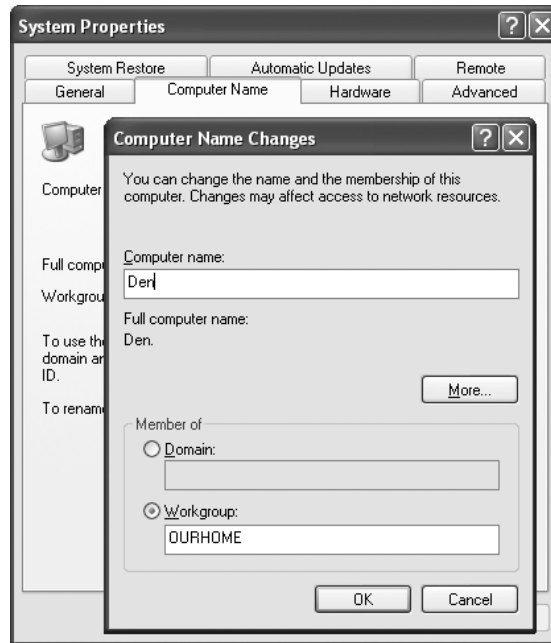 System Properties
System Restore Automatic Updates Remote
General Computer Name Hardware Advanced
Computer Name Changes
You can change the name and the membership of this
computer. Changes may affect access to network resources.
Computer
Computer name:
Den
Full comp
Full computer name:
Workgrou
Den.
To use the
domain an
ID.
More...
To rename
Member of
Domain:
Workgroup:
OURHOME
OK Cancel